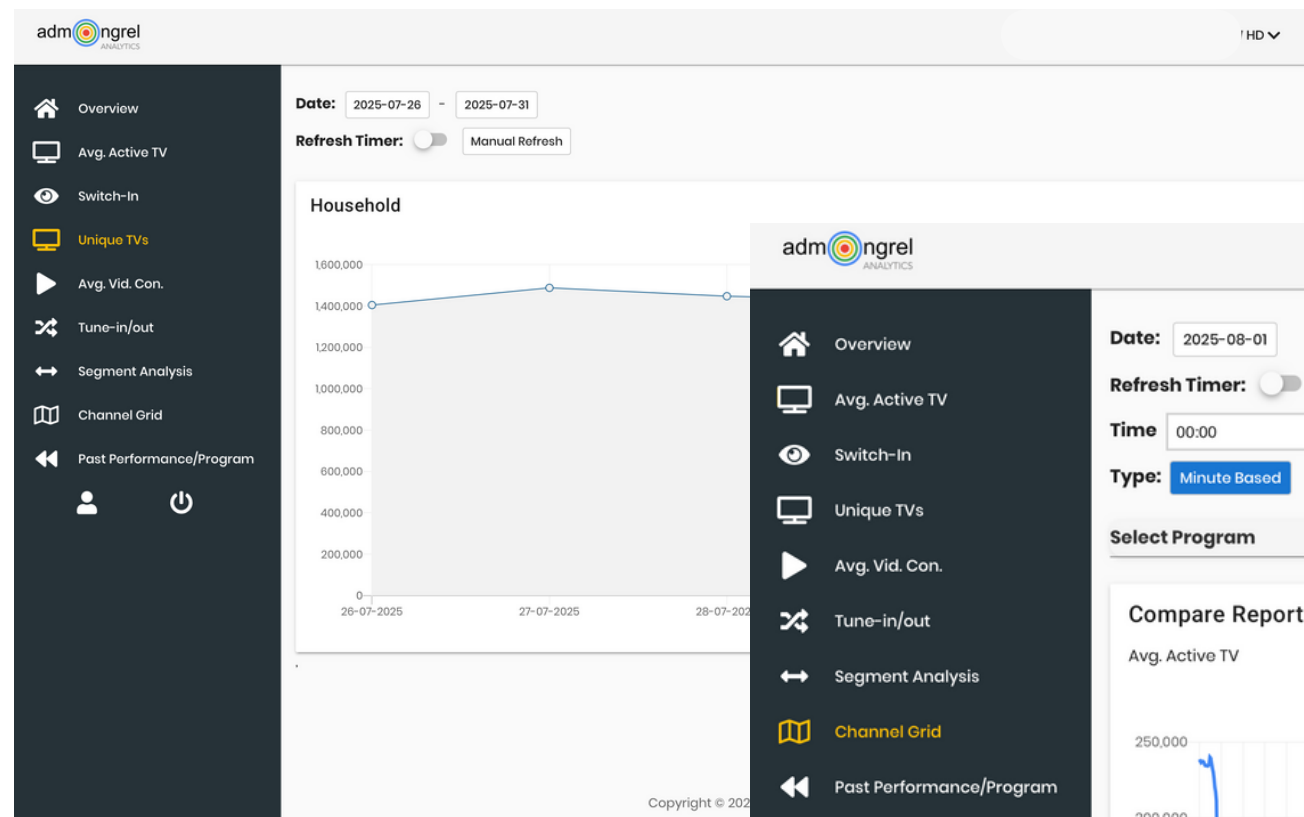 admongrel
ANALYTICS
HD
Overview
Avg. Active TV
Switch-In
Unique TVs
Avg. Vid. Con.
Tune-in/out
Segment Analysis
Channel Grid
Past Performance/Program
Date: 2025-07-26 - 2025-07-31
Refresh Timer: Manual Refresh
Household
1,600,000
1,400,000
1,200,000
1,000,000
800,000
600,000
400,000
200,000
0
26-07-2025 27-07-2025 28-07-202
Copyright © 202
admongrel
ANALYTICS
Overview
Avg. Active TV
Switch-In
Unique TVs
Avg. Vid. Con.
Tune-in/out
Segment Analysis
Channel Grid
Past Performance/Program
Date: 2025-08-01
Refresh Timer:
Time 00:00
Type: Minute Based
Select Program
Compare Report
Avg. Active TV
250,000